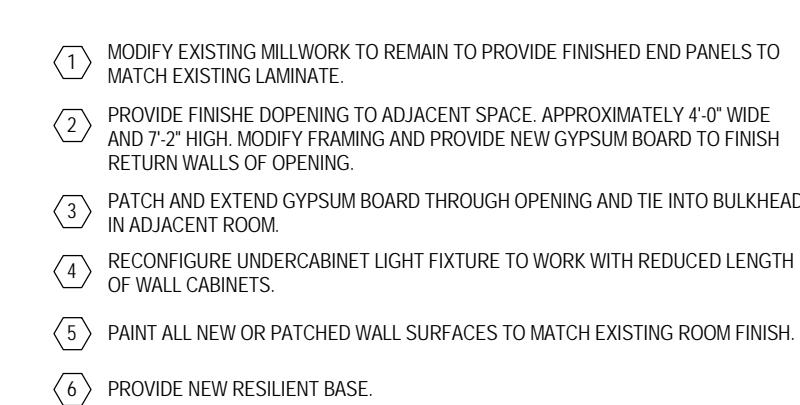 1 MODIFY EXISTING MILLWORK TO REMAIN TO PROVIDE FINISHED END PANELS TO
MATCH EXISTING LAMINATE.
2 PROVIDE FINISHE DOPENING TO ADJACENT SPACE. APPROXIMATELY 4'-0" WIDE
AND 7'-2" HIGH. MODIFY FRAMING AND PROVIDE NEW GYPSUM BOARD TO FINISH
RETURN WALLS OF OPENING.
3 PATCH AND EXTEND GYPSUM BOARD THROUGH OPENING AND TIE INTO BULKHEAD
IN ADJACENT ROOM.
4 RECONFIGURE UNDERCABINET LIGHT FIXTURE TO WORK WITH REDUCED LENGTH
OF WALL CABINETS.
5 PAINT ALL NEW OR PATCHED WALL SURFACES TO MATCH EXISTING ROOM FINISH.
6 PROVIDE NEW RESILIENT BASE.